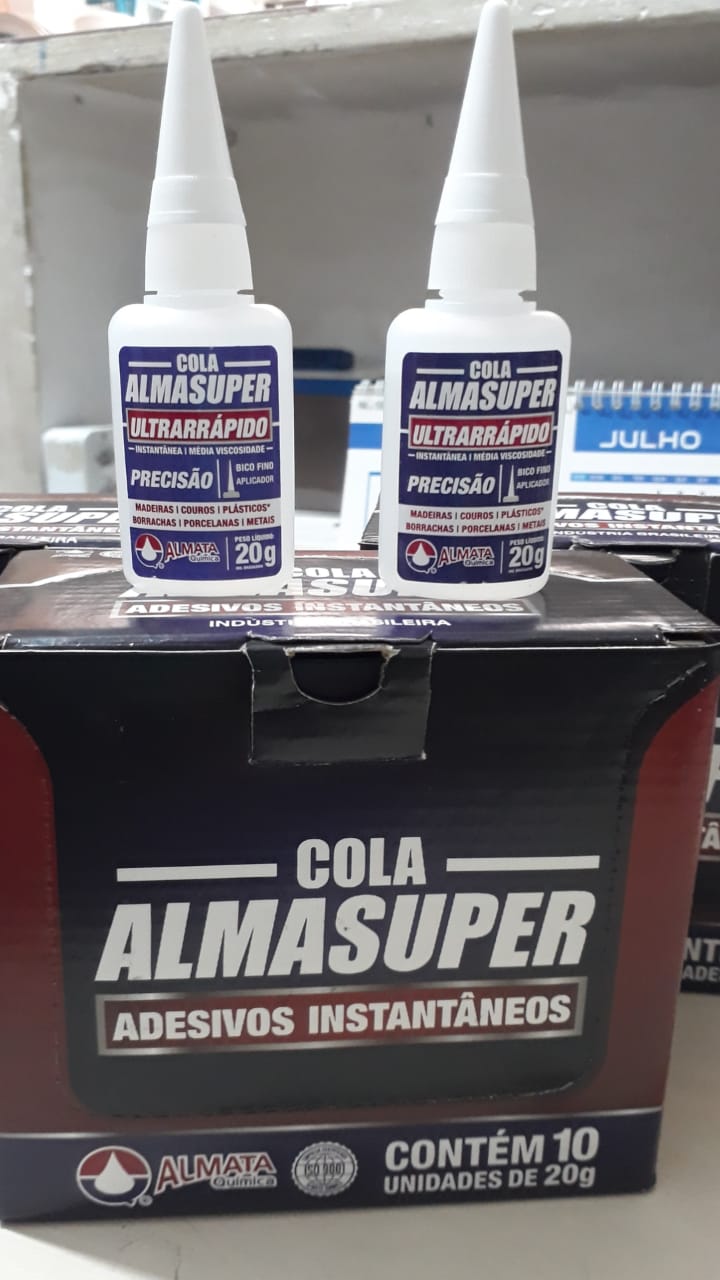 COLA
ALMASUPER
ULTRARRÁPIDO
INSTANTÂNEA | MÉDIA VISCOSIDADE
PRECISÃO
BICO FINO
APLICADOR
MADEIRAS | COUROS | PLÁSTICOS*
BORRACHAS | PORCELANAS | METAIS
ALMATA
Química
PESO LÍQUIDO:
20g
COLA
ALMASUPER
ULTRARRÁPIDO
INSTANTÂNEA | MÉDIA VISCOSIDADE
PRECISÃO
BICO FINO
APLICADOR
MADEIRAS | COUROS | PLÁSTICOS*
BORRACHAS | PORCELANAS | METAIS
ALMATA
Química
PESO LÍQUIDO:
20g
JULHO
ADESIVOS INSTANTÂNEOS
COLA
ALMASUPER
ADESIVOS INSTANTÂNEOS
ALMATA
Química
CONTÉM 10
UNIDADES DE 20g